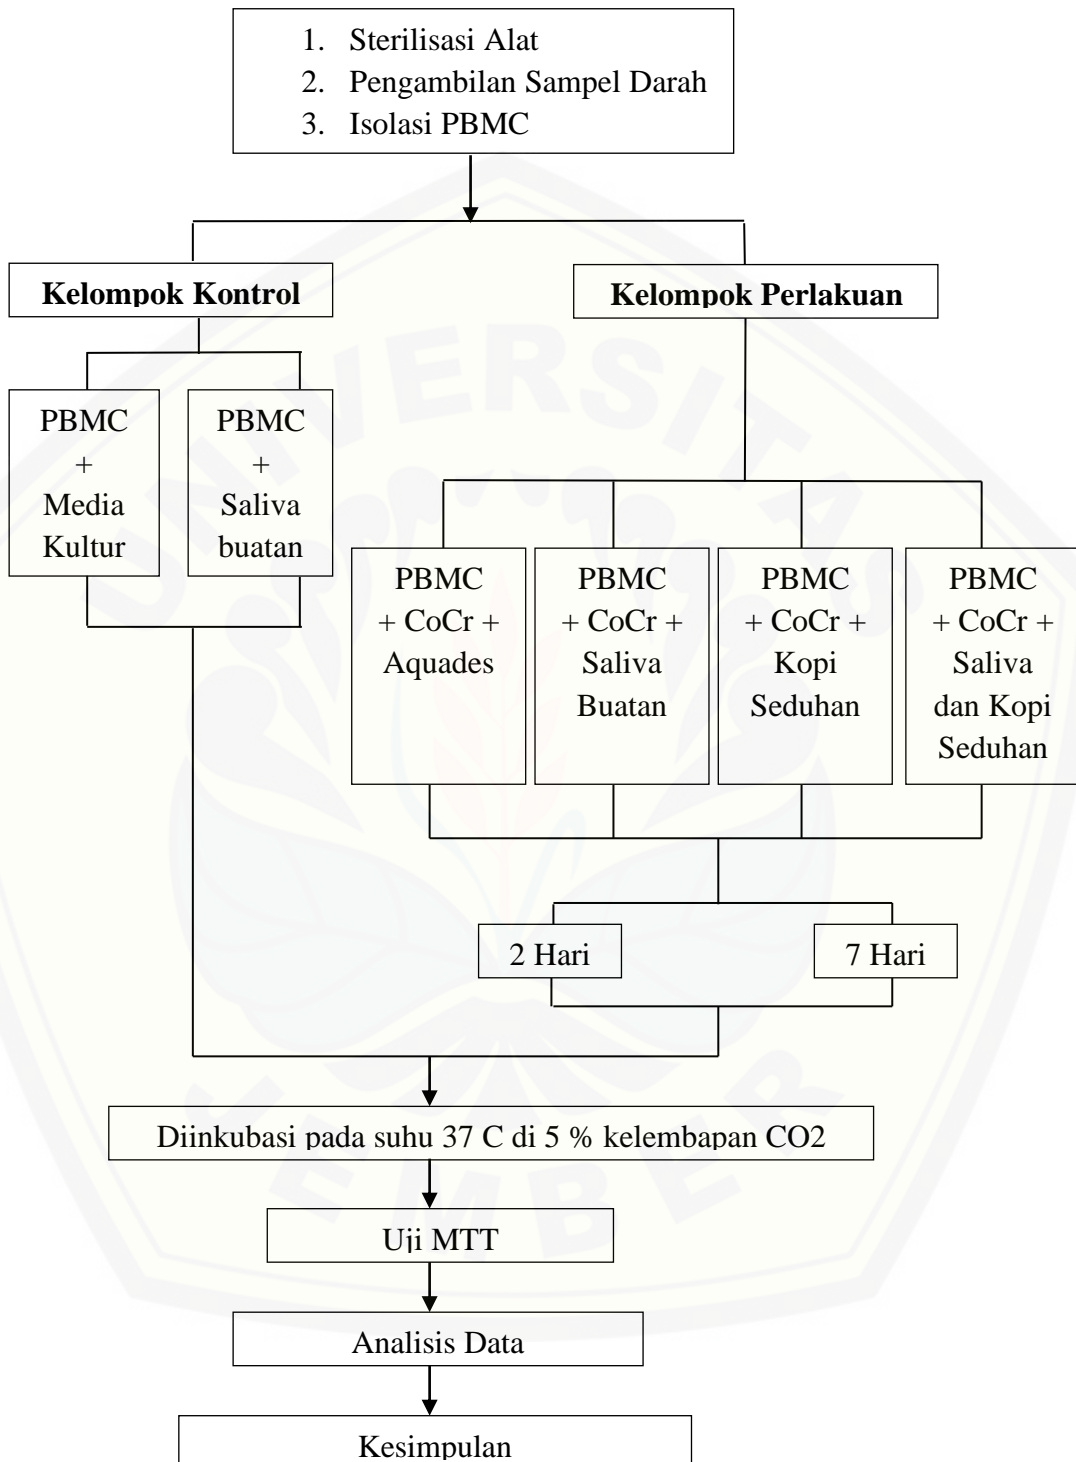 1. Sterilisasi Alat
2. Pengambilan Sampel Darah
3. Isolasi PBMC
Kelompok Kontrol
Kelompok Perlakuan
PBMC
+
Media
Kultur
PBMC
+
Saliva
buatan
PBMC
+ CoCr +
Aquades
PBMC
+ CoCr +
Saliva
Buatan
PBMC
+ CoCr +
Kopi
Seduhan
PBMC
+ CoCr +
Saliva
dan Kopi
Seduhan
2 Hari
7 Hari
Diinkubasi pada suhu 37 C di 5 % kelembapan CO2
Uji MTT
Analisis Data
Kesimpulan
UNIVERSITAS
JEMBER